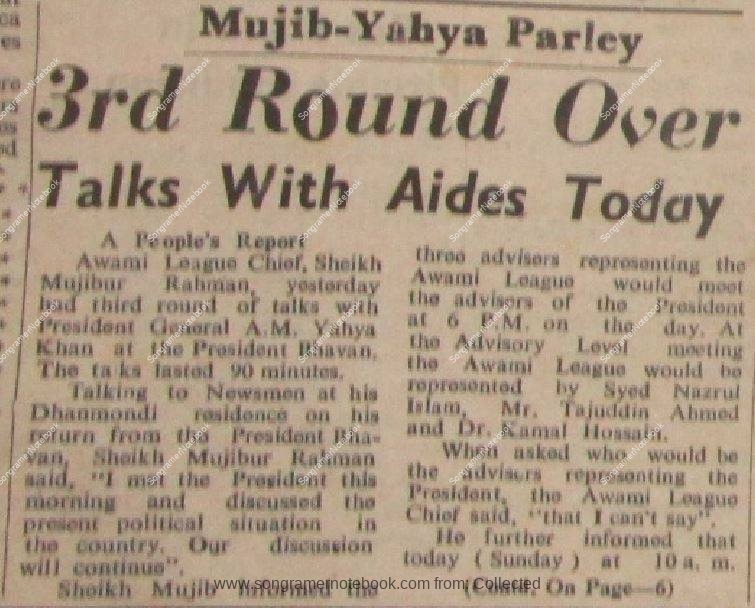 Mujib-Yahya Parley
3rd Round Over
Talks With Aides Today
A People's Report
Awami League Chief, Sheikh
Mujibur Rahman, yesterday
had third round of talks with
President General A.M. Yahya
Khan at the President Bhavan.
The talks lasted 90 minutes.
Talking to Newsmen at his
Dhanmondi residence on his
return from the President Bha-
van, Sheikh Mujibur Rahman
said, "I met the President this
morning and discussed the
present political situation in
the country. Our discussion
will continue".
Sheikh Mujib informed the
three advisers representing the
Awami League would meet
the advisers of the President
at 6 P.M. on the day. At
the Advisory Level meeting
the Awami League would be
represented by Syed Nazrul
Islam, Mr. Tajuddin Ahmed
and Dr. Kamal Hossain.
When asked who would be
the advisers representing the
President, the Awami League
Chief said, "that I can't say".
He further informed that
today ( Sunday ) at 10 a. m.
(Contd. On Page—6)
www.songramernotebook.com from: Collected